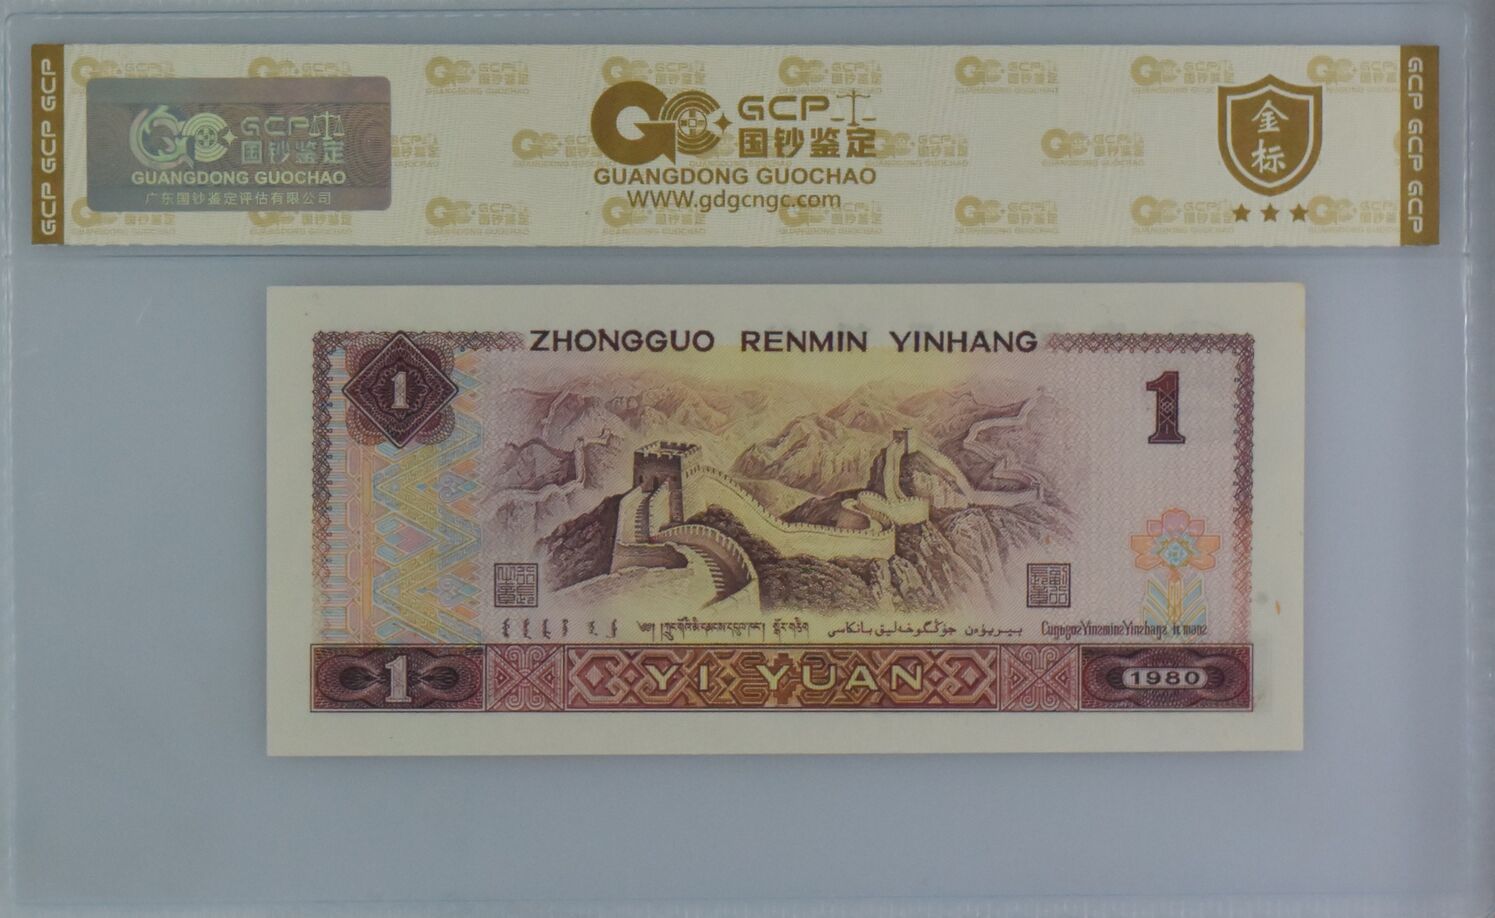 GCP GCP GCP
GCP
国钞鉴定
GUANGDONG GUOCHAO
广东国钞鉴定评估有限公司
GCP
国钞鉴定
GUANGDONG GUOCHAO
WWW.gdgcngc.com
金标
GCP GCP GCP
ZHONGGUO RENMIN YINHANG
1
1
1
YI YUAN
1980